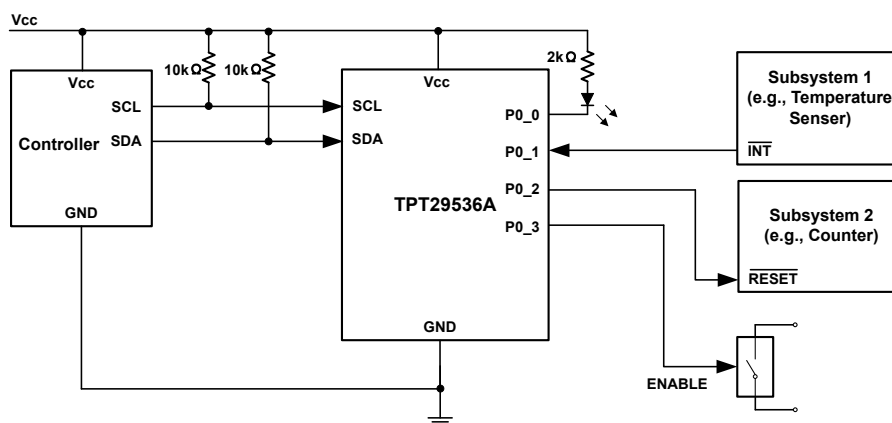 Vcc
10kΩ
10kΩ
2kΩ
Vcc
SCL
SDA
Controller
GND
Vcc
SCL
SDA
TPT29536A
GND
P0_0
P0_1
P0_2
P0_3
Subsystem 1
(e.g., Temperature
Senser)
INT
Subsystem 2
(e.g., Counter)
RESET
ENABLE